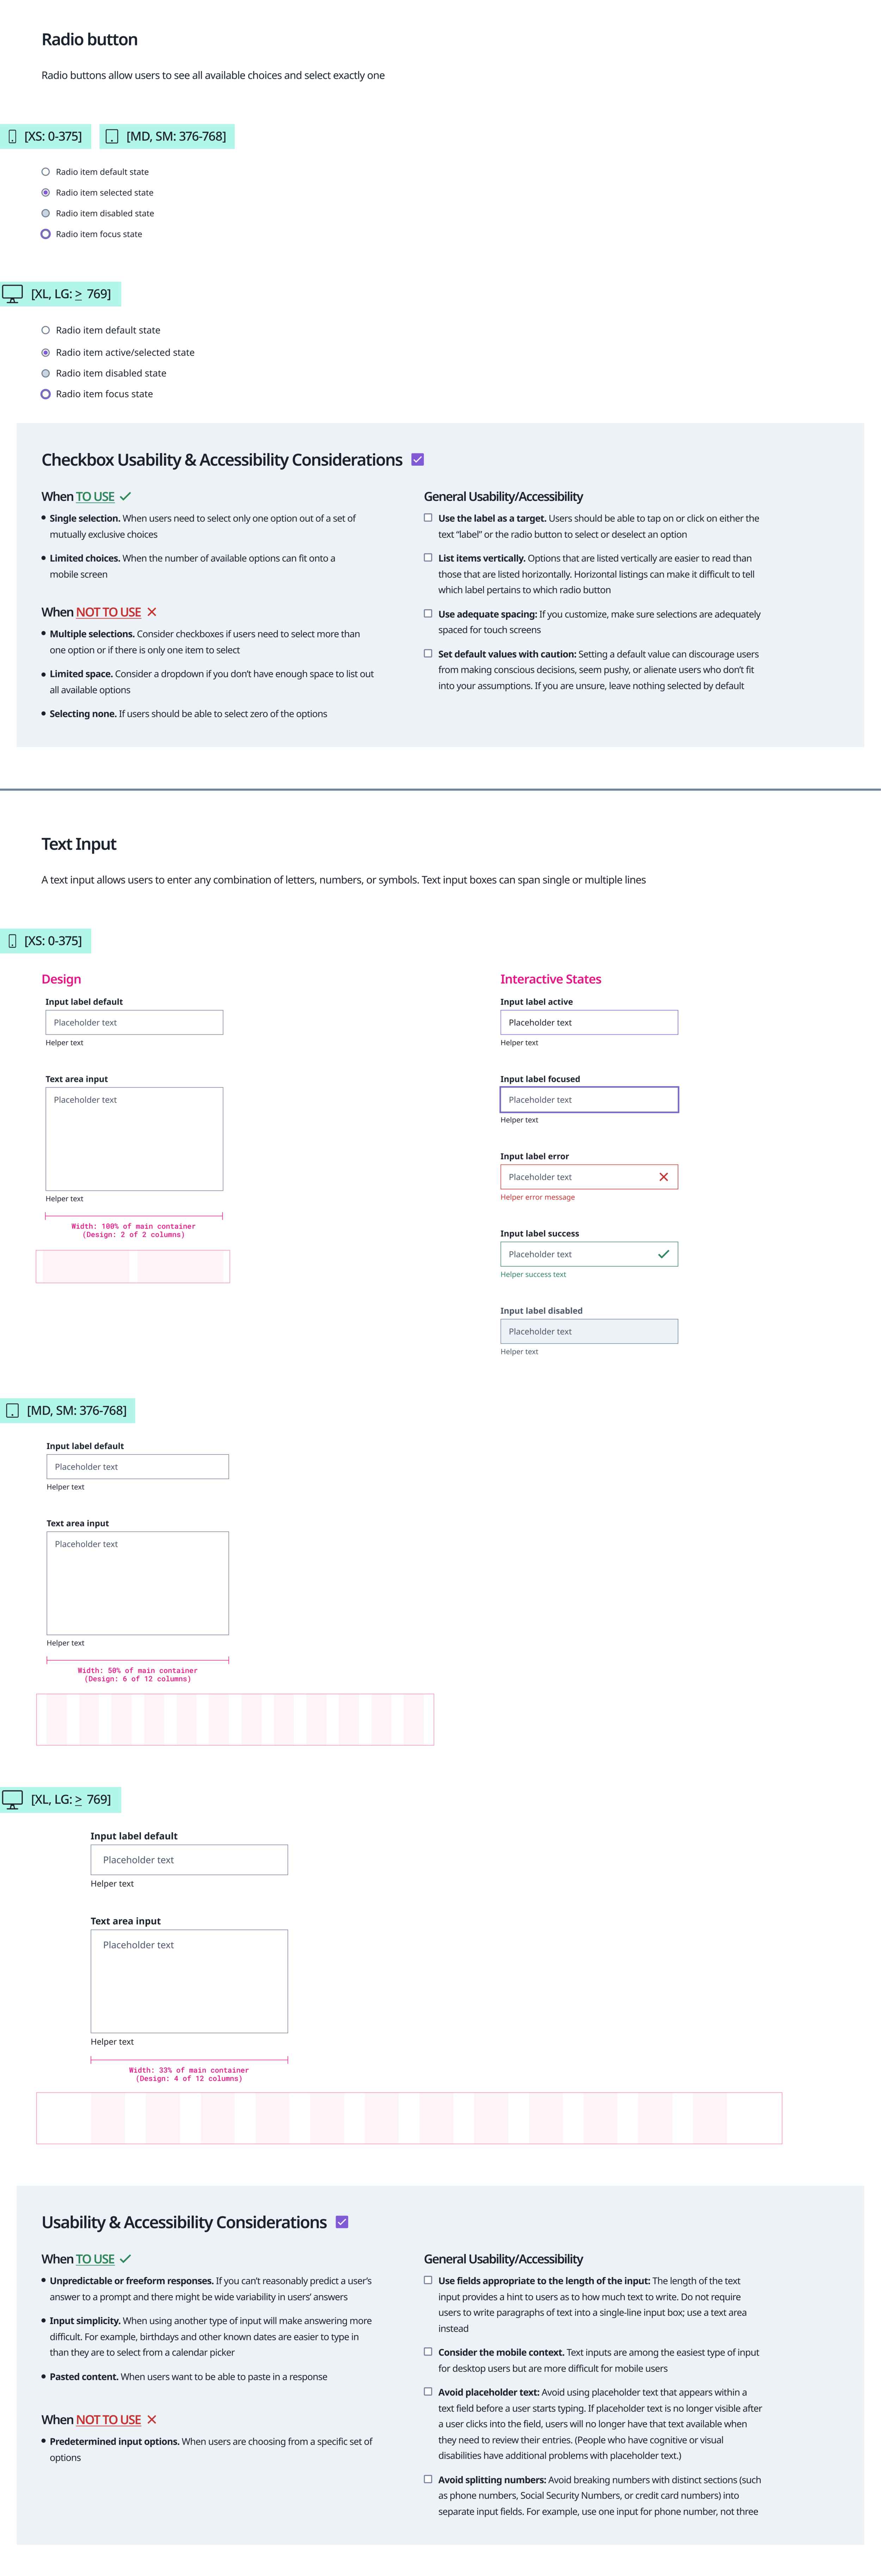 Radio button
Radio buttons allow users to see all available choices and select exactly one
[XS: 0-375]
[MD, SM: 376-768]
Radio item default state
Radio item selected state
Radio item disabled state
Radio item focus state
[XL, LG: > 769]
Radio item default state
Radio item active/selected state
Radio item disabled state
Radio item focus state
Checkbox Usability & Accessibility Considerations
When TO USE
• Single selection. When users need to select only one option out of a set of
mutually exclusive choices
• Limited choices. When the number of available options can fit onto a
mobile screen
When NOT TO USE
• Multiple selections. Consider checkboxes if users need to select more than
one option or if there is only one item to select
• Limited space. Consider a dropdown if you don’t have enough space to list out
all available options
• Selecting none. If users should be able to select zero of the options
General Usability/Accessibility
Use the label as a target. Users should be able to tap on or click on either the
text “label” or the radio button to select or deselect an option
List items vertically. Options that are listed vertically are easier to read than
those that are listed horizontally. Horizontal listings can make it difficult to tell
which label pertains to which radio button
Use adequate spacing: If you customize, make sure selections are adequately
spaced for touch screens
Set default values with caution: Setting a default value can discourage users
from making conscious decisions, seem pushy, or alienate users who don’t fit
into your assumptions. If you are unsure, leave nothing selected by default
Text Input
A text input allows users to enter any combination of letters, numbers, or symbols. Text input boxes can span single or multiple lines
[XS: 0-375]
Design
Input label default
Placeholder text
Helper text
Text area input
Placeholder text
Helper text
Width: 100% of main container
(Design: 2 of 2 columns)
Interactive States
Input label active
Placeholder text
Helper text
Input label focused
Placeholder text
Helper text
Input label error
Placeholder text
Helper error message
Input label success
Placeholder text
Helper success text
Input label disabled
Placeholder text
Helper text
[MD, SM: 376-768]
Input label default
Placeholder text
Helper text
Text area input
Placeholder text
Helper text
Width: 50% of main container
(Design: 6 of 12 columns)
[XL, LG: > 769]
Input label default
Placeholder text
Helper text
Text area input
Placeholder text
Helper text
Width: 33% of main container
(Design: 4 of 12 columns)
Usability & Accessibility Considerations
When TO USE
• Unpredictable or freeform responses. If you can’t reasonably predict a user’s
answer to a prompt and there might be wide variability in users’ answers
• Input simplicity. When using another type of input will make answering more
difficult. For example, birthdays and other known dates are easier to type in
than they are to select from a calendar picker
• Pasted content. When users want to be able to paste in a response
When NOT TO USE
• Predetermined input options. When users are choosing from a specific set of
options
General Usability/Accessibility
Use fields appropriate to the length of the input: The length of the text
input provides a hint to users as to how much text to write. Do not require
users to write paragraphs of text into a single-line input box; use a text area
instead
Consider the mobile context. Text inputs are among the easiest type of input
for desktop users but are more difficult for mobile users
Avoid placeholder text: Avoid using placeholder text that appears within a
text field before a user starts typing. If placeholder text is no longer visible after
a user clicks into the field, users will no longer have that text available when
they need to review their entries. (People who have cognitive or visual
disabilities have additional problems with placeholder text.)
Avoid splitting numbers: Avoid breaking numbers with distinct sections (such
as phone numbers, Social Security Numbers, or credit card numbers) into
separate input fields. For example, use one input for phone number, not three